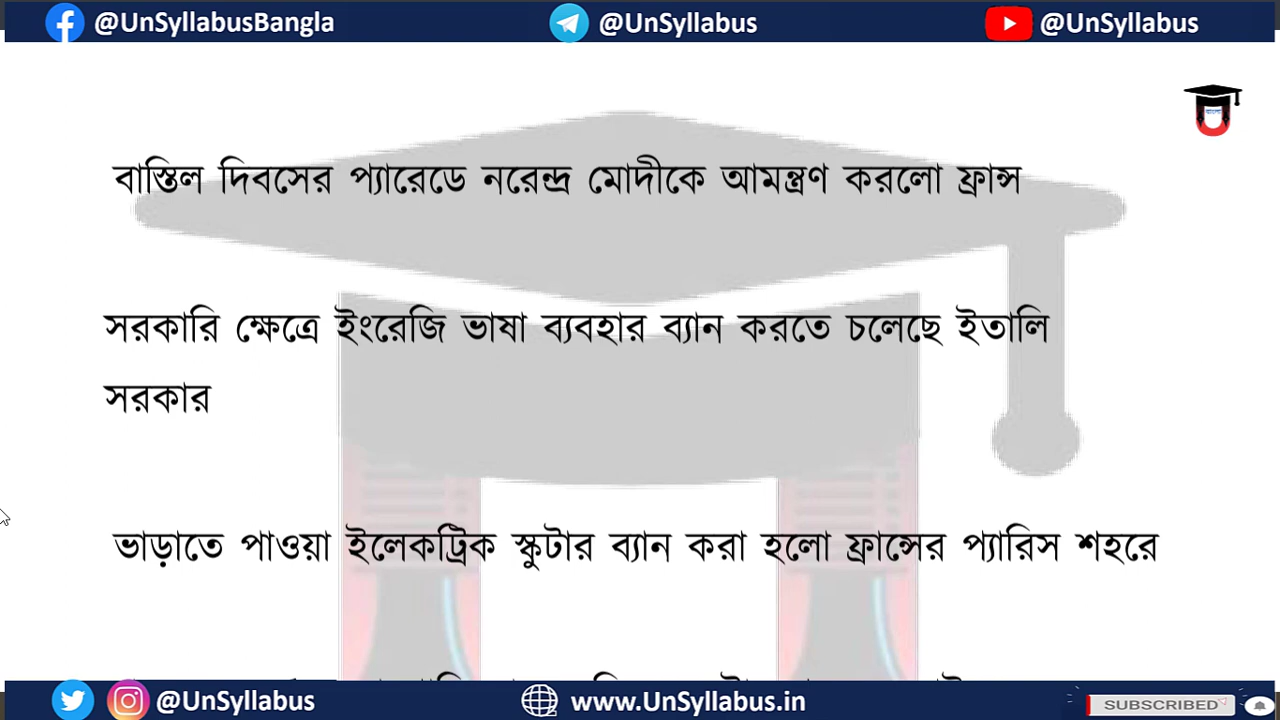 @UnSyllabusBangla @UnSyllabus @UnSyllabus
বাস্তিল দিবসের প্যারেডে নরেন্দ্র মোদীকে আমন্ত্রণ করলো ফ্রান্স
সরকারি ক্ষেত্রে ইংরেজি ভাষা ব্যবহার ব্যান করতে চলেছে ইতালি
সরকার
ভাড়াতে পাওয়া ইলেকট্রিক স্কুটার ব্যান করা হলো ফ্রান্সের প্যারিস শহরে
@UnSyllabus www.UnSyllabus.in SUBSCRIBED